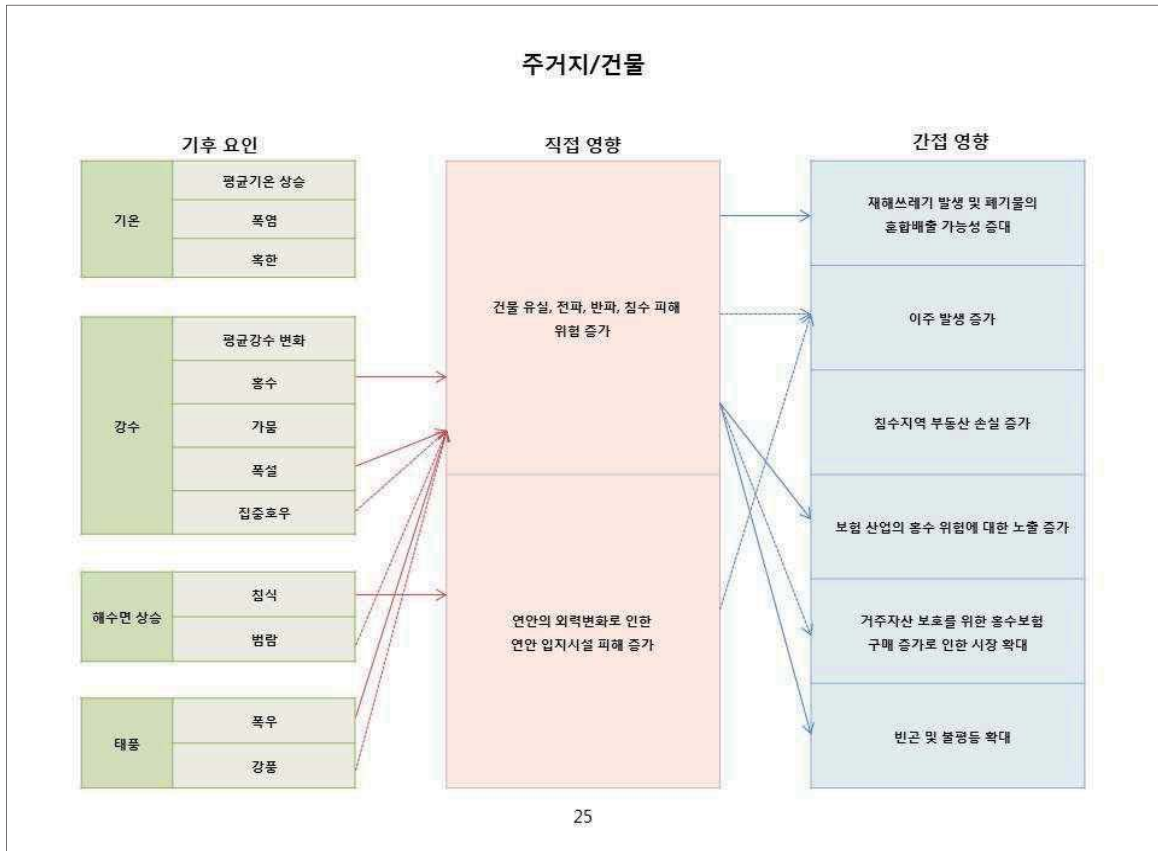 주거지/건물
기후 요인
직접 영향
간접 영향
기온
평균기온 상승
폭염
혹한
강수
평균강수 변화
홍수
가뭄
폭설
집중호우
해수면 상승
침식
범람
태풍
폭우
강풍
건물 유실, 전파, 반파, 침수 피해
위험 증가
연안의 외력변화로 인한
연안 입지시설 피해 증가
재해쓰레기 발생 및 폐기물의
혼합배출 가능성 증대
이주 발생 증가
침수지역 부동산 손실 증가
보험 산업의 홍수 위험에 대한 노출 증가
거주자산 보호를 위한 홍수보험
구매 증가로 인한 시장 확대
빈곤 및 불평등 확대
25